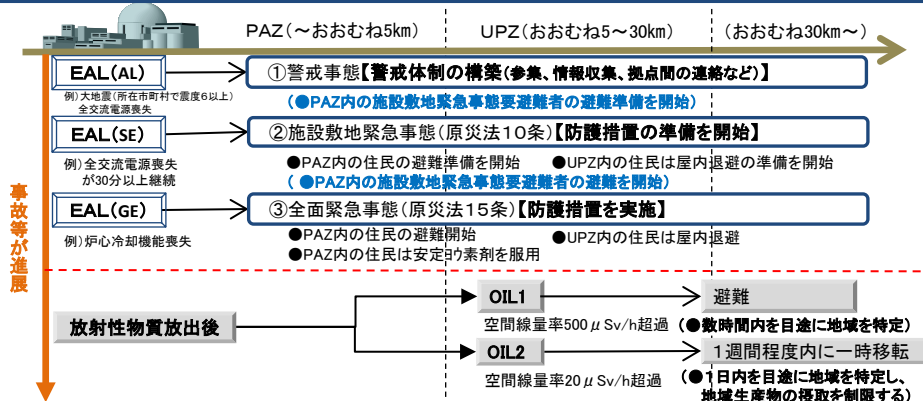 PAZ(～おおむね5km)
UPZ(おおむね5～30km)
(おおむね30km～)
EAL(AL)
例)大地震(所在市町村で震度6以上)
全交流電源喪失
①警戒事態【警戒体制の構築(参集、情報収集、拠点間の連絡など)】
(●PAZ内の施設敷地緊急事態要避難者の避難準備を開始)
EAL(SE)
例)全交流電源喪失
が30分以上継続
②施設敷地緊急事態(原災法10条)【防護措置の準備を開始】
●PAZ内の住民の避難準備を開始
●UPZ内の住民は屋内退避の準備を開始
( ●PAZ内の施設敷地緊急事態要避難者の避難を開始)
EAL(GE)
例)炉心冷却機能喪失
③全面緊急事態(原災法15条)【防護措置を実施】
●PAZ内の住民の避難開始
●UPZ内の住民は屋内退避
●PAZ内の住民は安定ヨウ素剤を服用
事故等が進展
放射性物質放出後
OIL1
避難
空間線量率500μSv/h超過
(●数時間内を目途に地域を特定)
OIL2
1週間程度内に一時移転
空間線量率20μSv/h超過
(●1日内を目途に地域を特定し、
地域生産物の摂取を制限する)